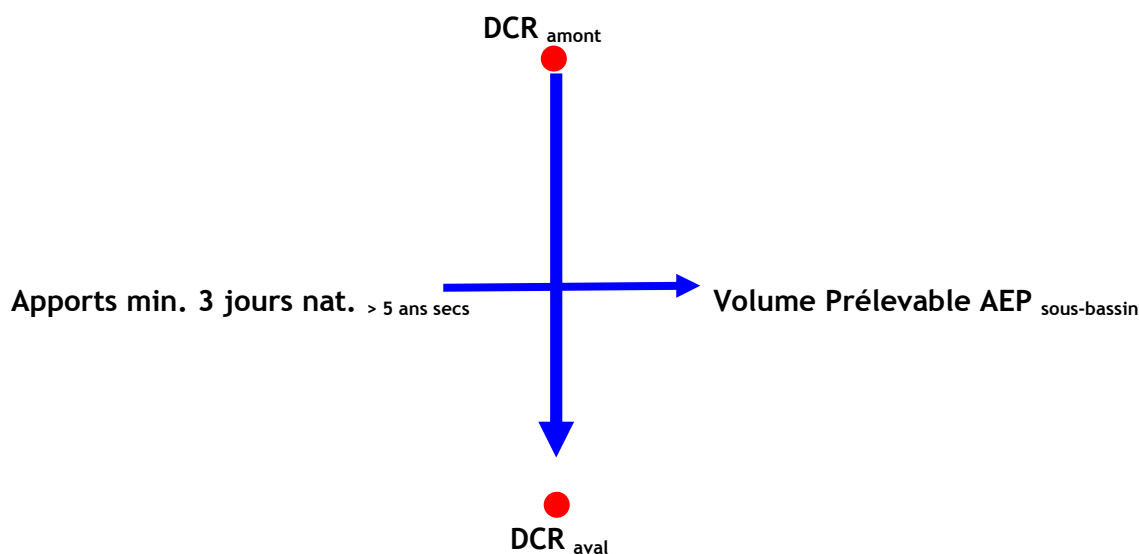 DCR amont
Apports min. 3 jours nat. > 5 ans secs
Volume Prélevable AEP sous-bassin
DCR aval